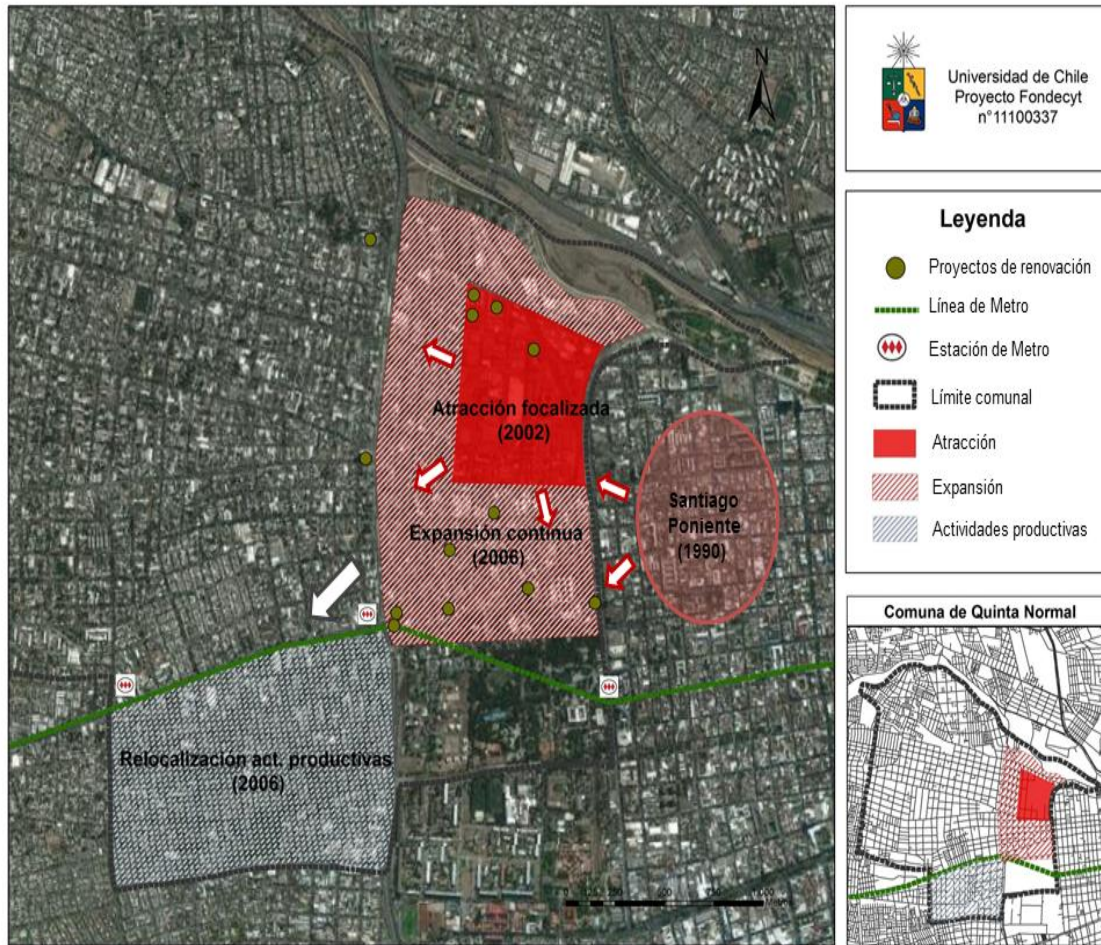 N
Atracción focalizada
(2002)
Expansión contínua
(2006)
Santiago
Poniente
(1990)
Relocalización act. productivas
(2006)
Universidad de Chile
Proyecto Fondecyt
n°11100337
Leyenda
Proyectos de renovación
Línea de Metro
Estación de Metro
Límite comunal
Atracción
Expansión
Actividades productivas
Comuna de Quinta Normal